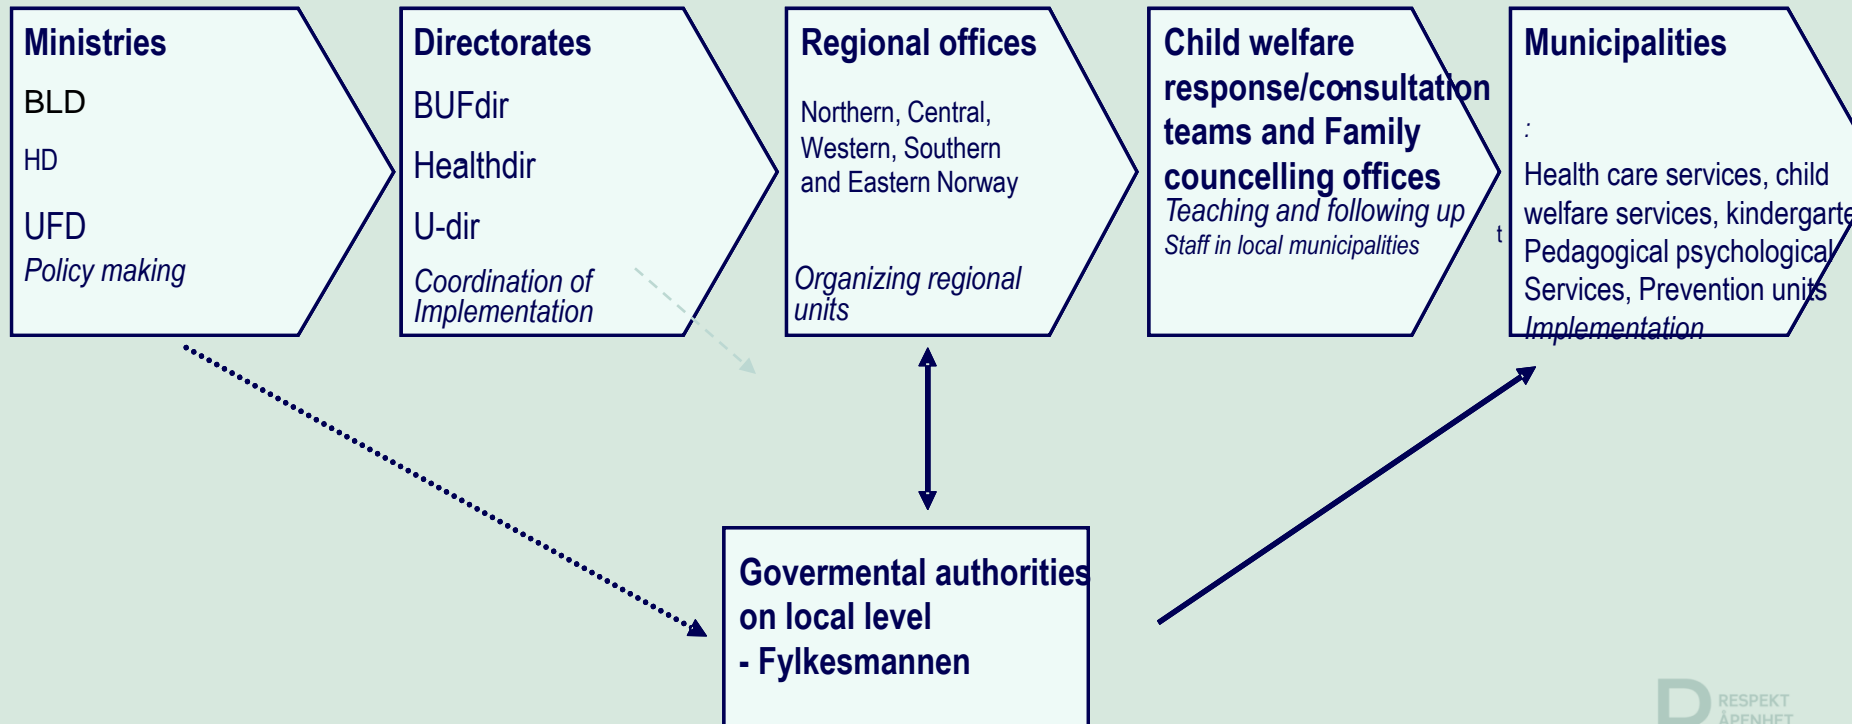 Ministries
BLD
HD
UFD
Policy making
Directorates
BUFdir
Healthdir
U-dir
Coordination of
Implementation
Regional offices
Northern, Central,
Western, Southern
and Eastern Norway
Organizing regional
units
Child welfare
response/consultation
teams and Family
councelling offices
Teaching and following up
Staff in local municipalities
t
Municipalities
:
Health care services, child
welfare services, kindergarte
Pedagogical psychological
Services, Prevention units
Implementation
Govermental authorities
on local level
- Fylkesmannen
RESPEKT
ÅPENHET